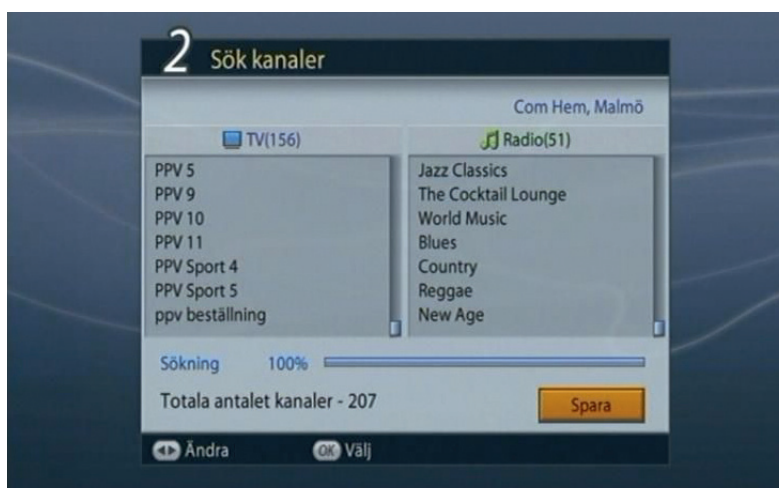 2 Sök kanaler
Com Hem, Malmö
TV(156)
PPV 5
PPV 9
PPV 10
PPV 11
PPV Sport 4
PPV Sport 5
ppv beställning
Radio(51)
Jazz Classics
The Cocktail Lounge
World Music
Blues
Country
Reggae
New Age
Sökning 100%
Totala antalet kanaler - 207
Spara
Ändra
OK Välj